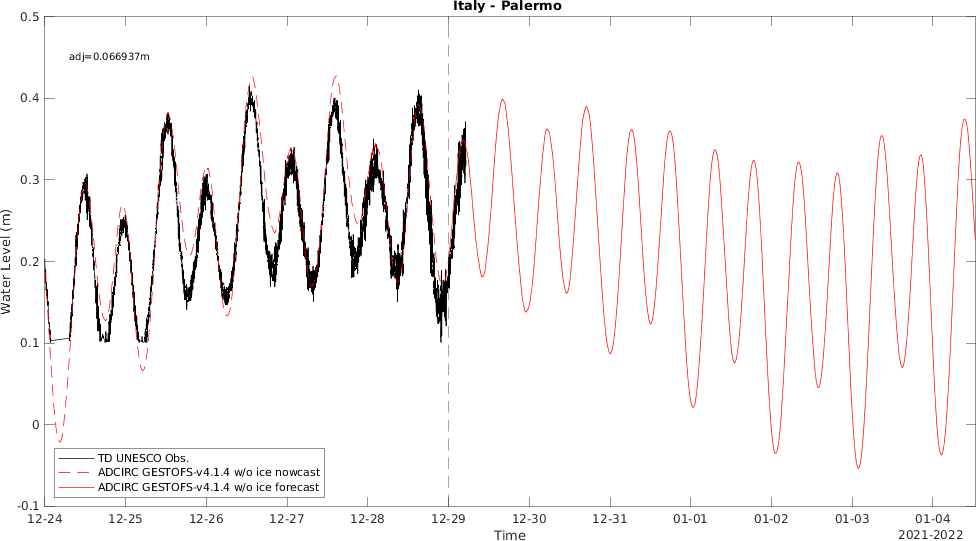 Italy - Palermo
adj=0.066937m
Water Level (m)
0.5
0.4
0.3
0.2
0.1
0
-0.1
TD UNESCO Obs.
ADCIRC GESTOFS-v4.1.4 w/o ice nowcast
ADCIRC GESTOFS-v4.1.4 w/o ice forecast
12-24 12-25 12-26 12-27 12-28 12-29 12-30 12-31 01-01 01-02 01-03 01-04
Time
2021-2022